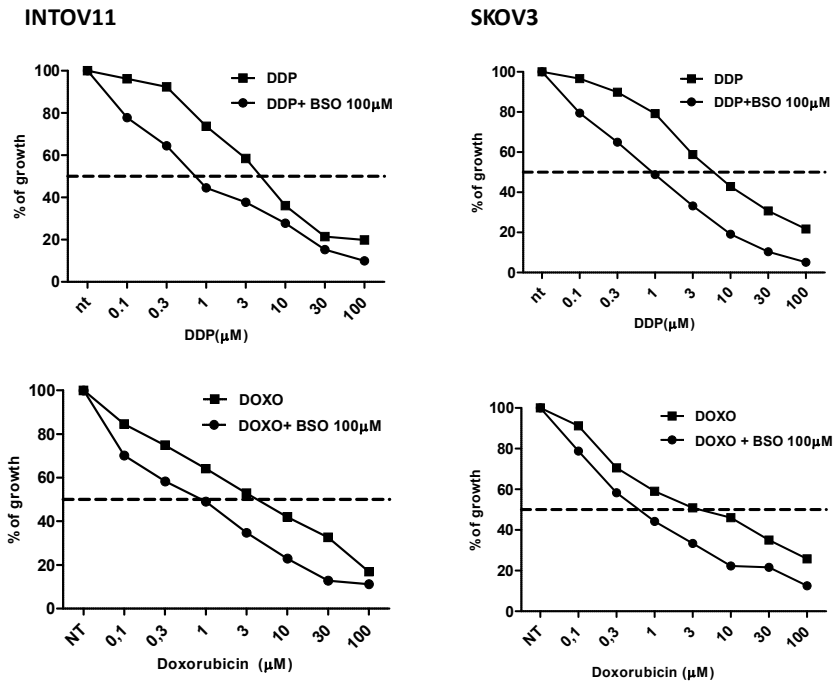 INTOV11
SKOV3
100
80
60
40
20
0
% of growth
DDP
DDP+ BSO 100μM
nt
0.1
0.3
1
3
10
30
100
DDP(μM)
100
80
60
40
20
0
% of growth
DDP
DDP+BSO 100μM
nt
0.1
0.3
1
3
10
30
100
DDP(μM)
100
80
60
40
20
0
% of growth
DOXO
DOXO+ BSO 100μM
NT
0,1
0,3
1
3
10
30
100
Doxorubicin (μM)
100
80
60
40
20
0
% of growth
DOXO
DOXO + BSO 100μM
NT
0,1
0,3
1
3
10
30
100
Doxorubicin (μM)